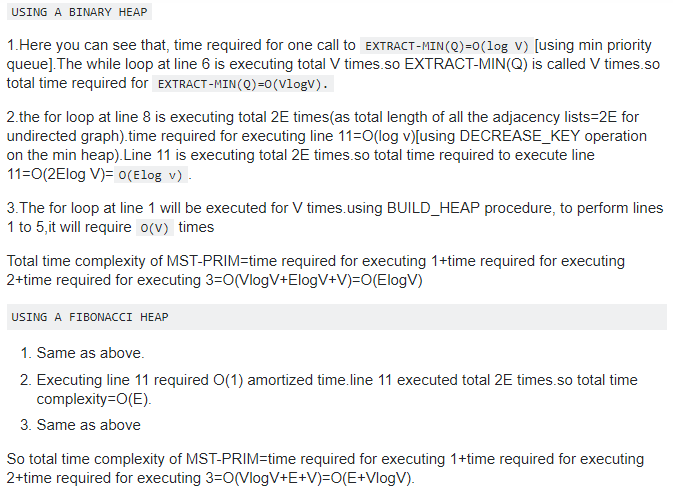 USING A BINARY HEAP
1.Here you can see that, time required for one call to EXTRACT-MIN(Q)=O(log V) [using min priority
queue].The while loop at line 6 is executing total V times.so EXTRACT-MIN(Q) is called V times.so
total time required for EXTRACT-MIN(Q)=O(VlogV).
2.the for loop at line 8 is executing total 2E times(as total length of all the adjacency lists=2E for
undirected graph).time required for executing line 11=O(log v)[using DECREASE_KEY operation
on the min heap).Line 11 is executing total 2E times.so total time required to execute line
11=O(2Elog V)= O(Elog v) .
3.The for loop at line 1 will be executed for V times.using BUILD_HEAP procedure, to perform lines
1 to 5,it will require O(V) times
Total time complexity of MST-PRIM=time required for executing 1+time required for executing
2+time required for executing 3=O(VlogV+ElogV+V)=O(ElogV)
USING A FIBONACCI HEAP
1. Same as above.
2. Executing line 11 required O(1) amortized time.line 11 executed total 2E times.so total time
complexity=O(E).
3. Same as above
So total time complexity of MST-PRIM=time required for executing 1+time required for executing
2+time required for executing 3=O(VlogV+E+V)=O(E+VlogV).